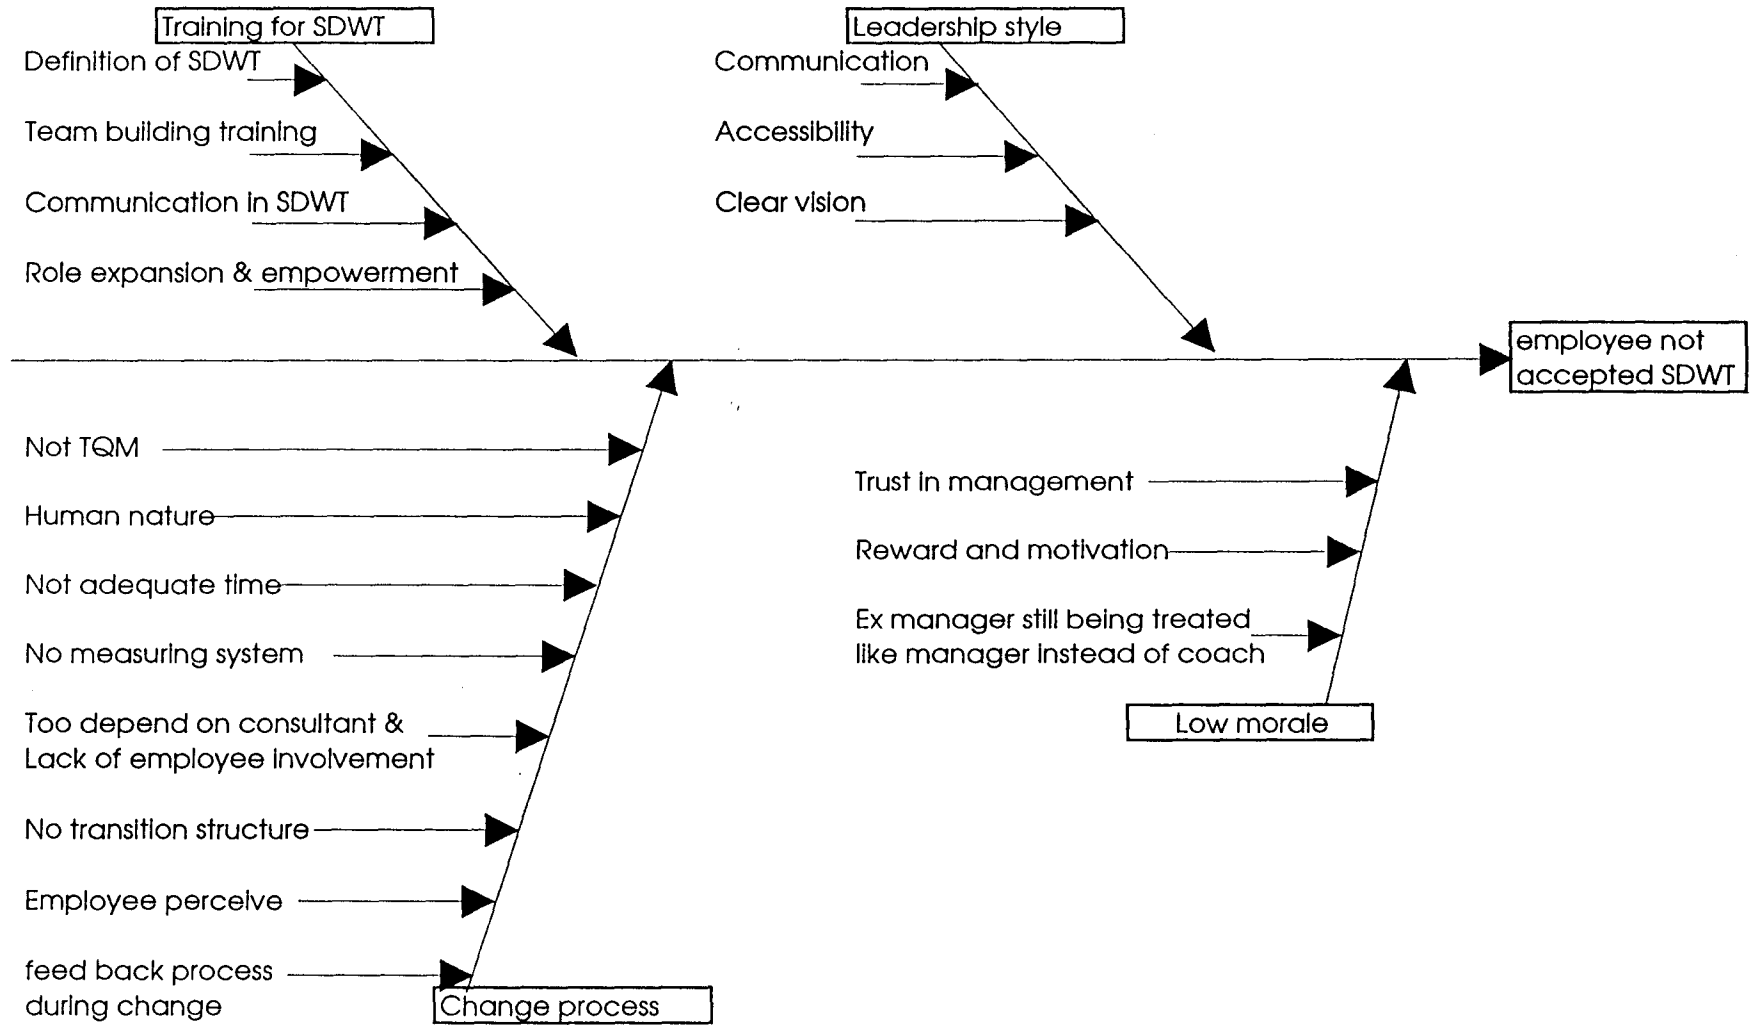 Training for SDWT
Definition of SDWT
Team building training
Communication in SDWT
Role expansion & empowerment
Leadership style
Communication
Accessibility
Clear vision
employee not
accepted SDWT
Not TQM
Human nature
Not adequate time
No measuring system
Too depend on consultant &
Lack of employee involvement
No transition structure
Employee perceive
feed back process
during change
Change process
Trust in management
Reward and motivation
Ex manager still being treated
like manager instead of coach
Low morale